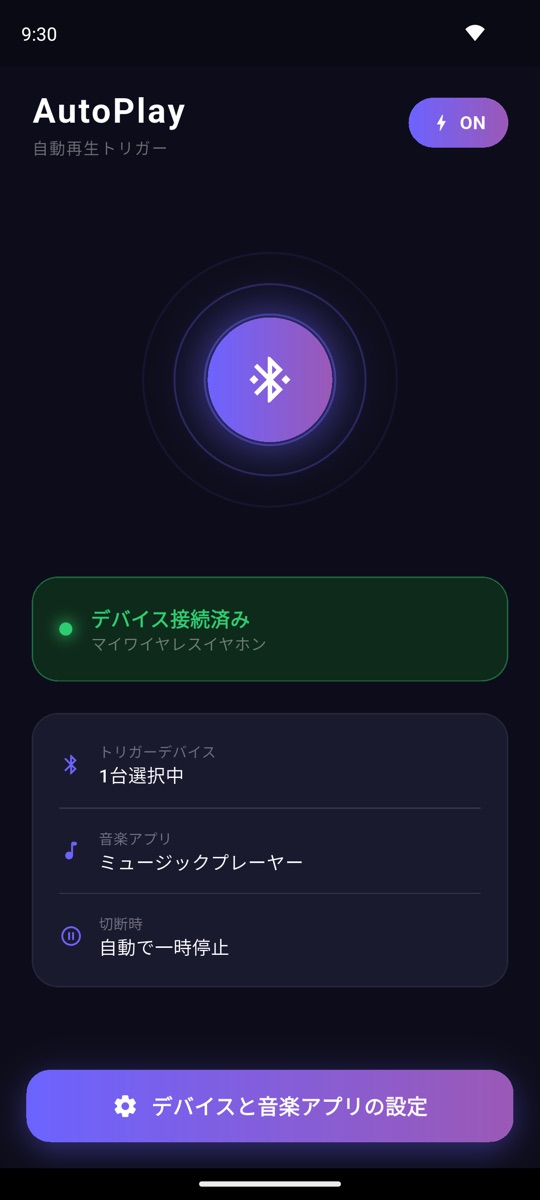 9:30
AutoPlay
自動再生トリガー
ON
デバイス接続済み
マイワイヤレスイヤホン
トリガーデバイス
1台選択中
音楽アプリ
ミュージックプレーヤー
切断時
自動で一時停止
デバイスと音楽アプリの設定